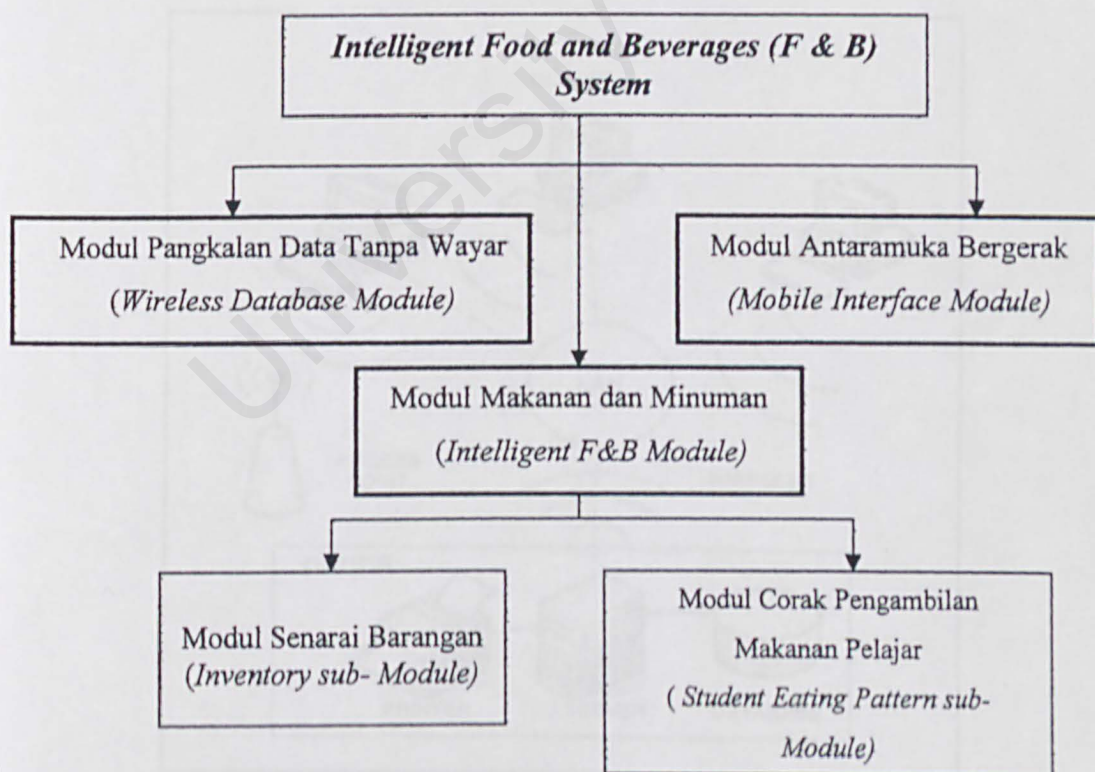 Intelligent Food and Beverages (F & B)
System
University
Modul Pangkalan Data Tanpa Wayar
(Wireless Database Module)
Modul Antaramuka Bergerak
(Mobile Interface Module)
Modul Makanan dan Minuman
(Intelligent F&B Module)
Modul Senarai Barangan
(Inventory sub- Module)
Modul Corak Pengambilan
Makanan Pelajar
( Student Eating Pattern sub-
Module)